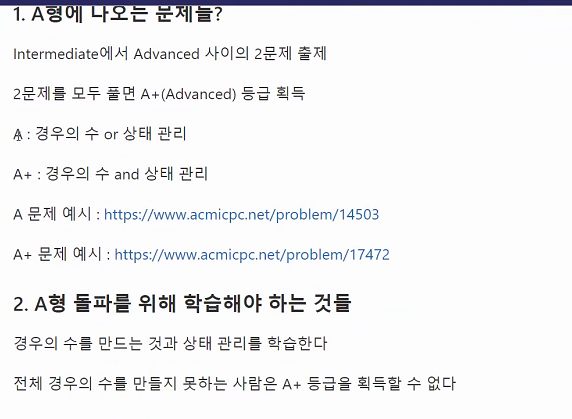 1. A형에 나오는 문제들?
Intermediate에서 Advanced 사이의 2문제 출제
2문제를 모두 풀면 A+(Advanced) 등급 획득
A : 경우의 수 or 상태 관리
A+ : 경우의 수 and 상태 관리
A 문제 예시 : https://www.acmicpc.net/problem/14503
A+ 문제 예시 : https://www.acmicpc.net/problem/17472
2. A형 돌파를 위해 학습해야 하는 것들
경우의 수를 만드는 것과 상태 관리를 학습한다
전체 경우의 수를 만들지 못하는 사람은 A+ 등급을 획득할 수 없다